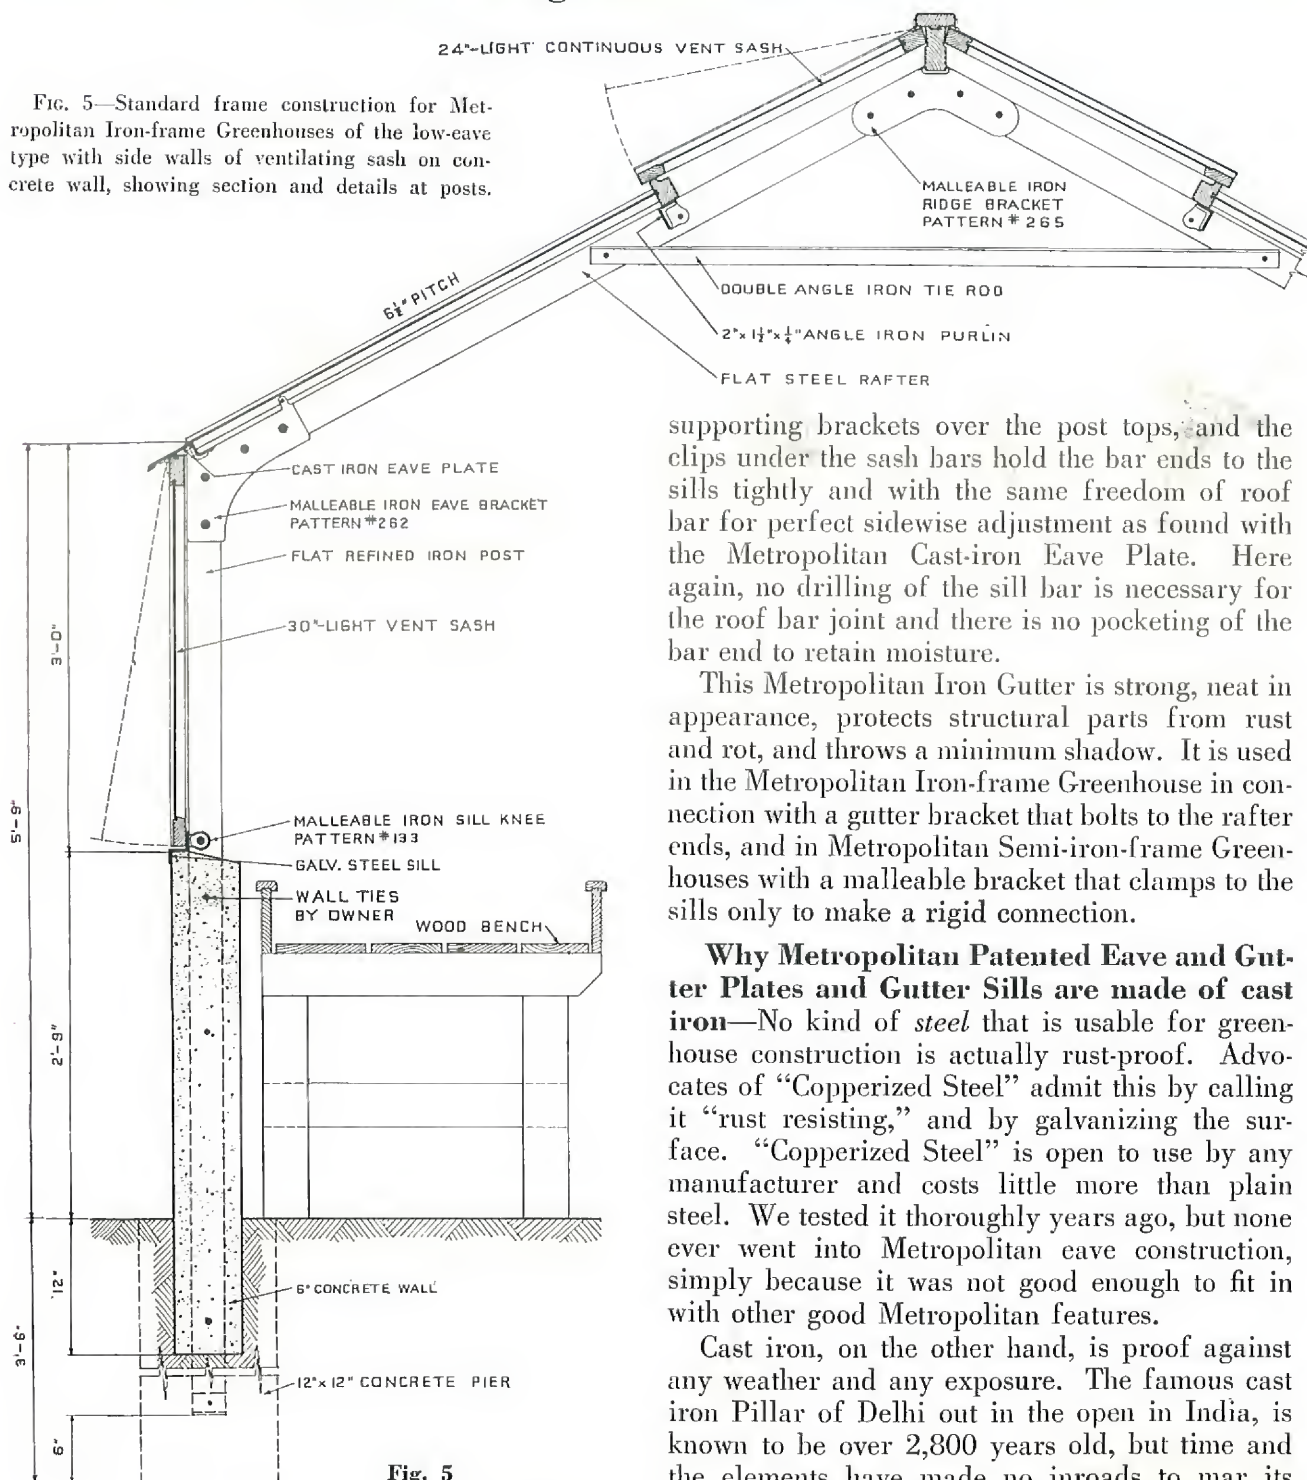 24"-LIGHT CONTINUOUS VENT SASH
FIG. 5—Standard frame construction for Met-
ropolitan Iron-frame Greenhouses of the low-eave
type with side walls of ventilating sash on con-
crete wall, showing section and details at posts.
MALLEABLE IRON
RIDGE BRACKET
PATTERN # 265
6½" PITCH
DOUBLE ANGLE IRON TIE ROD
2"x 1½"x ¼" ANGLE IRON PURLIN
FLAT STEEL RAFTER
CAST IRON EAVE PLATE
MALLEABLE IRON EAVE BRACKET
PATTERN #262
FLAT REFINED IRON POST
30"-LIGHT VENT SASH
3'-0"
5'-9"
MALLEABLE IRON SILL KNEE
PATTERN #133
GALV. STEEL SILL
WALL TIES
BY OWNER
WOOD BENCH
2'-9"
12"
6" CONCRETE WALL
3'-6"
12"x 12" CONCRETE PIER
6"
Fig. 5
supporting brackets over the post tops, and the
clips under the sash bars hold the bar ends to the
sills tightly and with the same freedom of roof
bar for perfect sidewise adjustment as found with
the Metropolitan Cast-iron Eave Plate. Here
again, no drilling of the sill bar is necessary for
the roof bar joint and there is no pocketing of the
bar end to retain moisture.
This Metropolitan Iron Gutter is strong, neat in
appearance, protects structural parts from rust
and rot, and throws a minimum shadow. It is used
in the Metropolitan Iron-frame Greenhouse in con-
nection with a gutter bracket that bolts to the rafter
ends, and in Metropolitan Semi-iron-frame Green-
houses with a malleable bracket that clamps to the
sills only to make a rigid connection.
Why Metropolitan Patented Eave and Gut-
ter Plates and Gutter Sills are made of cast
iron—No kind of steel that is usable for green-
house construction is actually rust-proof. Advo-
cates of “Copperized Steel” admit this by calling
it “rust resisting,” and by galvanizing the sur-
face. “Copperized Steel” is open to use by any
manufacturer and costs little more than plain
steel. We tested it thoroughly years ago, but none
ever went into Metropolitan eave construction,
simply because it was not good enough to fit in
with other good Metropolitan features.
Cast iron, on the other hand, is proof against
any weather and any exposure. The famous cast
iron Pillar of Delhi out in the open in India, is
known to be over 2,800 years old, but time and
the elements have made no inroads to mar its